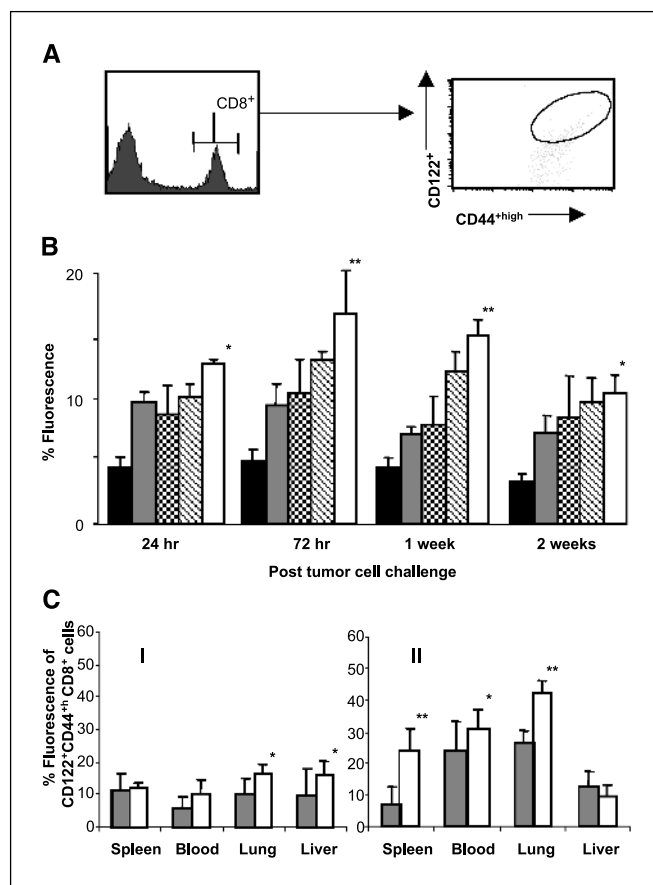 A
CD8+
CD122+
CD44+high
B
% Fluorescence
20
10
0
*
**
**
*
24 hr
72 hr
1 week
2 weeks
Post tumor cell challenge
C
% Fluorescence of
CD122+CD44+h CD8+ cells
I
60
50
40
30
20
10
0
*
*
Spleen
Blood
Lung
Liver
II
60
50
40
30
20
10
0
**
*
**
Spleen
Blood
Lung
Liver